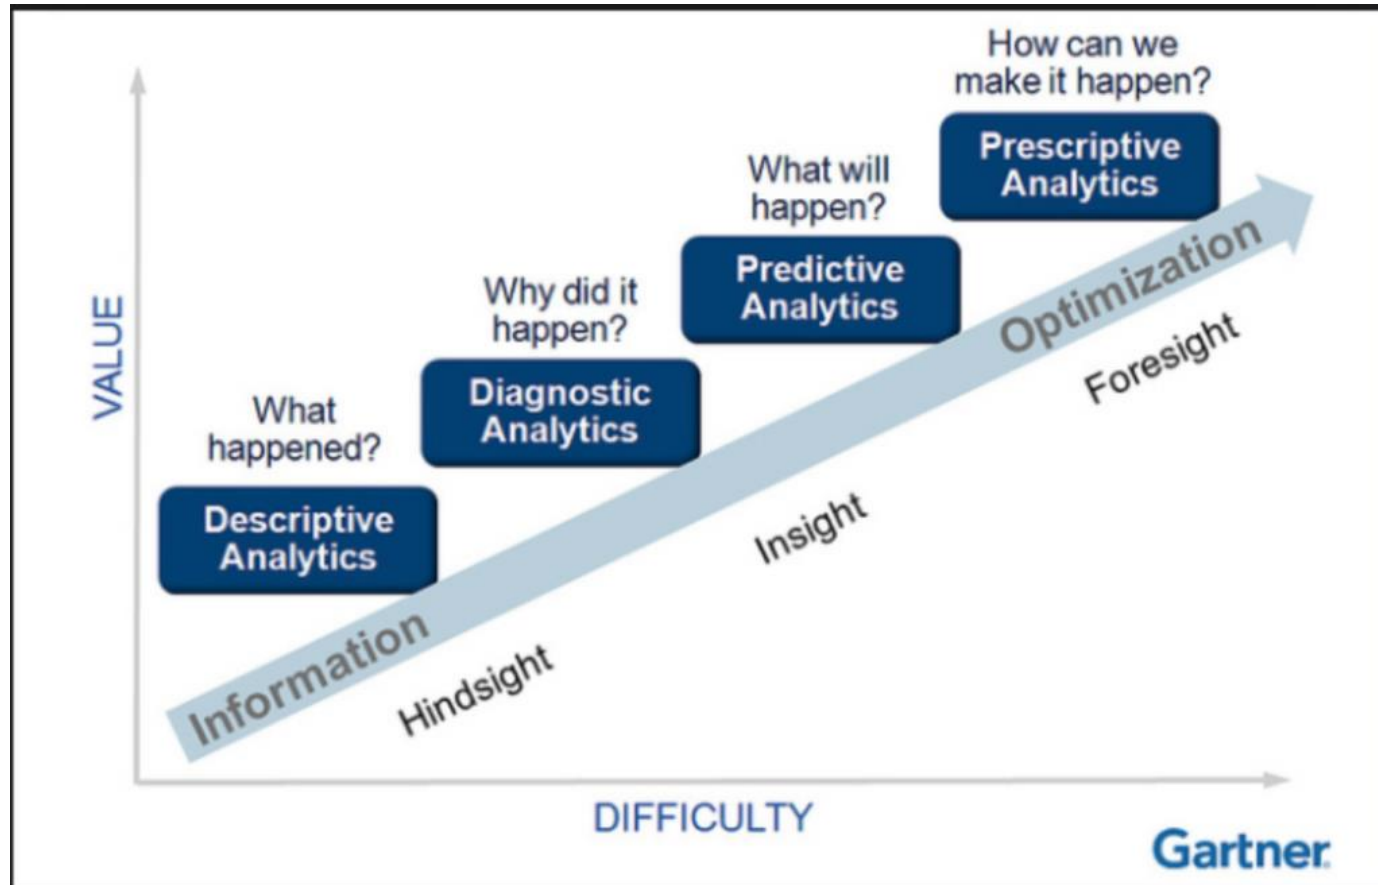 How can we
make it happen?
Prescriptive
Analytics
What will
happen?
Predictive
Analytics
Why did it
happen?
Diagnostic
Analytics
What
happened?
Descriptive
Analytics
VALUE
Information
Optimization
Hindsight
Insight
Foresight
DIFFICULTY
Gartner